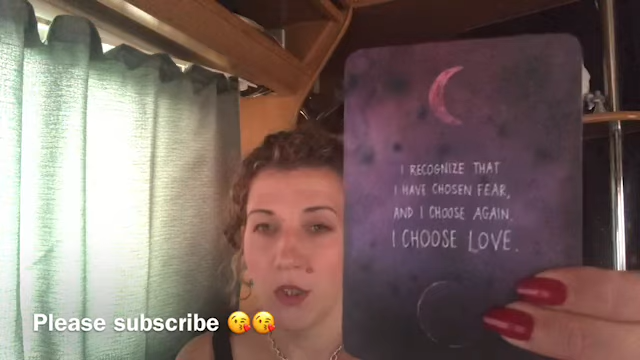 I RECOGNIZE THAT
I HAVE CHOSEN FEAR,
AND I CHOOSE AGAIN.
I CHOOSE LOVE.
Please subscribe 😘😘